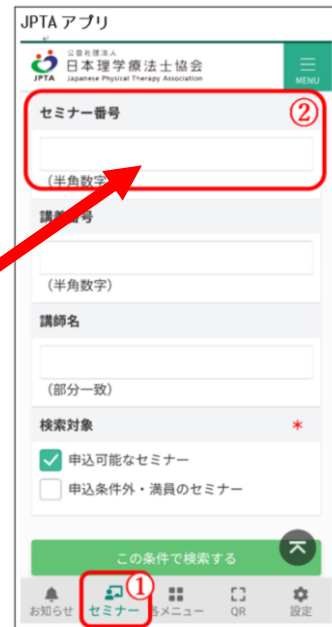 JPTA アプリ
公益社団法人
日本理学療法士協会
JPTA Japanese Physical Therapy Association
MENU
セミナー番号
②
(半角数字)
講義番号
(半角数字)
講師名
(部分一致)
検索対象 *
申込可能なセミナー
申込条件外・満員のセミナー
この条件で検索する
①
お知らせ セミナー 各メニュー QR 設定